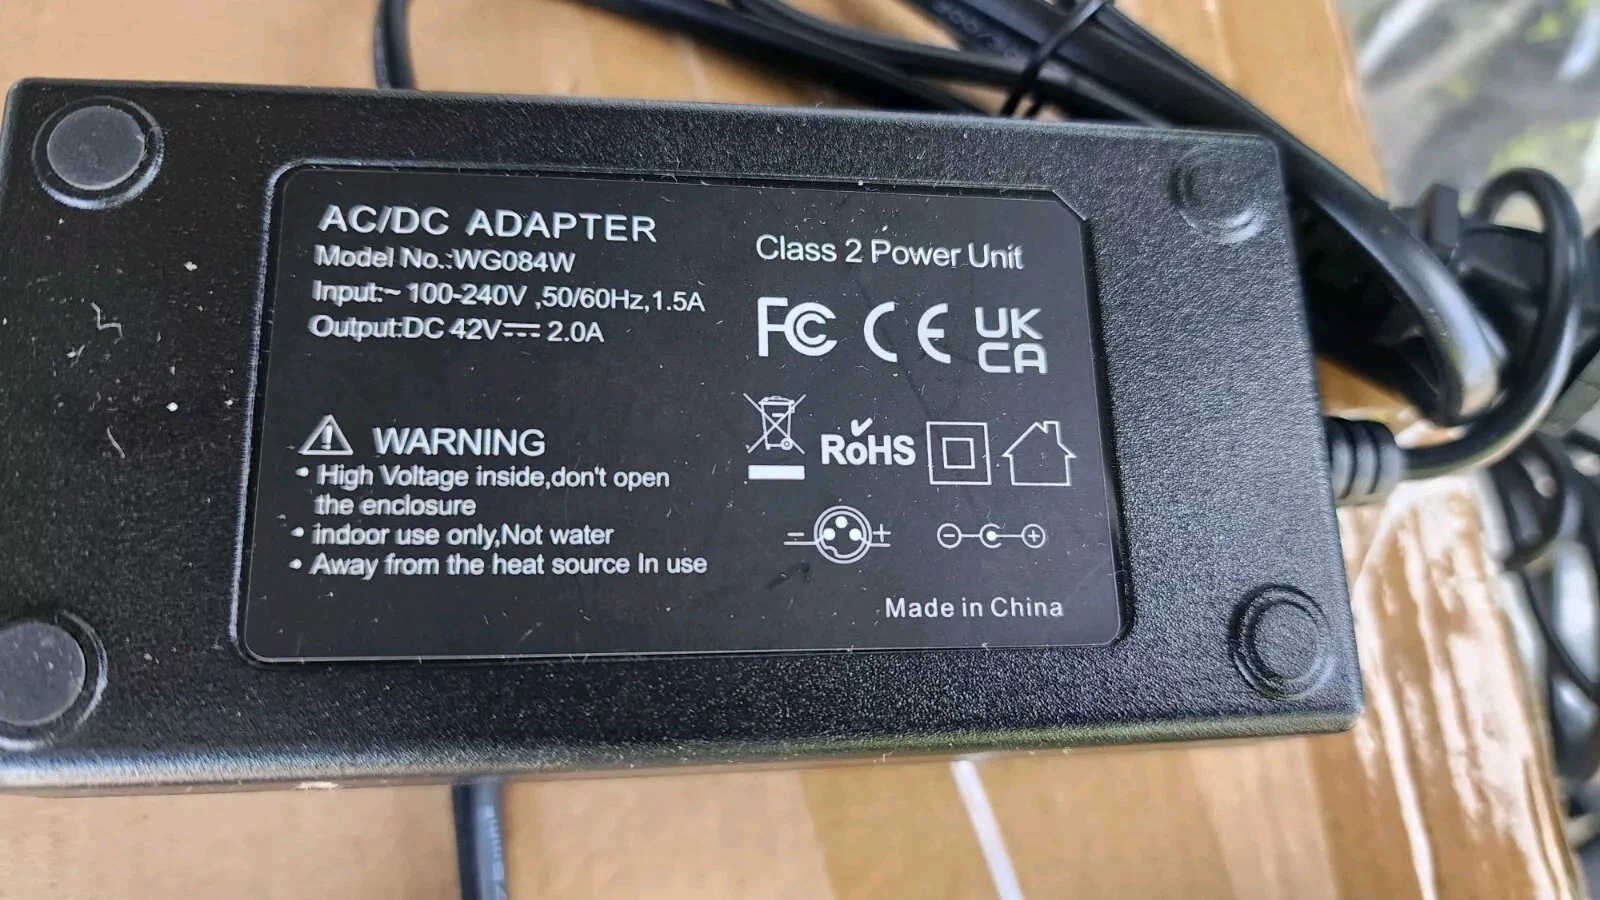 AC/DC ADAPTER
Model No.:WG084W
Input:~ 100-240V ,50/60Hz,1.5A
Output:DC 42V⎓ 2.0A
Class 2 Power Unit
FC CE UK
CA
RoHS
WARNING
• High Voltage inside,don't open
the enclosure
• indoor use only,Not water
• Away from the heat source In use
− +
− +
Made in China